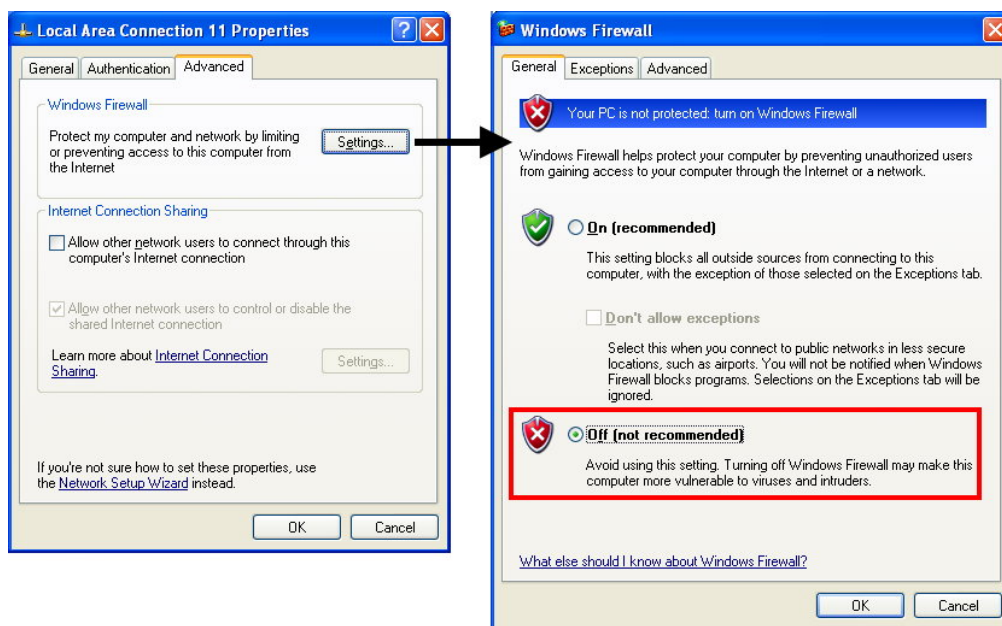 Local Area Connection 11 Properties
General
Authentication
Advanced
Windows Firewall
Protect my computer and network by limiting
or preventing access to this computer from
the Internet
Settings...
Internet Connection Sharing
Allow other network users to connect through this
computer's Internet connection
Allow other network users to control or disable the
shared Internet connection
Learn more about Internet Connection
Sharing.
Settings...
If you're not sure how to set these properties, use
the Network Setup Wizard instead.
OK
Cancel
Windows Firewall
General
Exceptions
Advanced
Your PC is not protected: turn on Windows Firewall
Windows Firewall helps protect your computer by preventing unauthorized users
from gaining access to your computer through the Internet or a network.
On (recommended)
This setting blocks all outside sources from connecting to this
computer, with the exception of those selected on the Exceptions tab.
Don't allow exceptions
Select this when you connect to public networks in less secure
locations, such as airports. You will not be notified when Windows
Firewall blocks programs. Selections on the Exceptions tab will be
ignored.
Off (not recommended)
Avoid using this setting. Turning off Windows Firewall may make this
computer more vulnerable to viruses and intruders.
What else should I know about Windows Firewall?
OK
Cancel